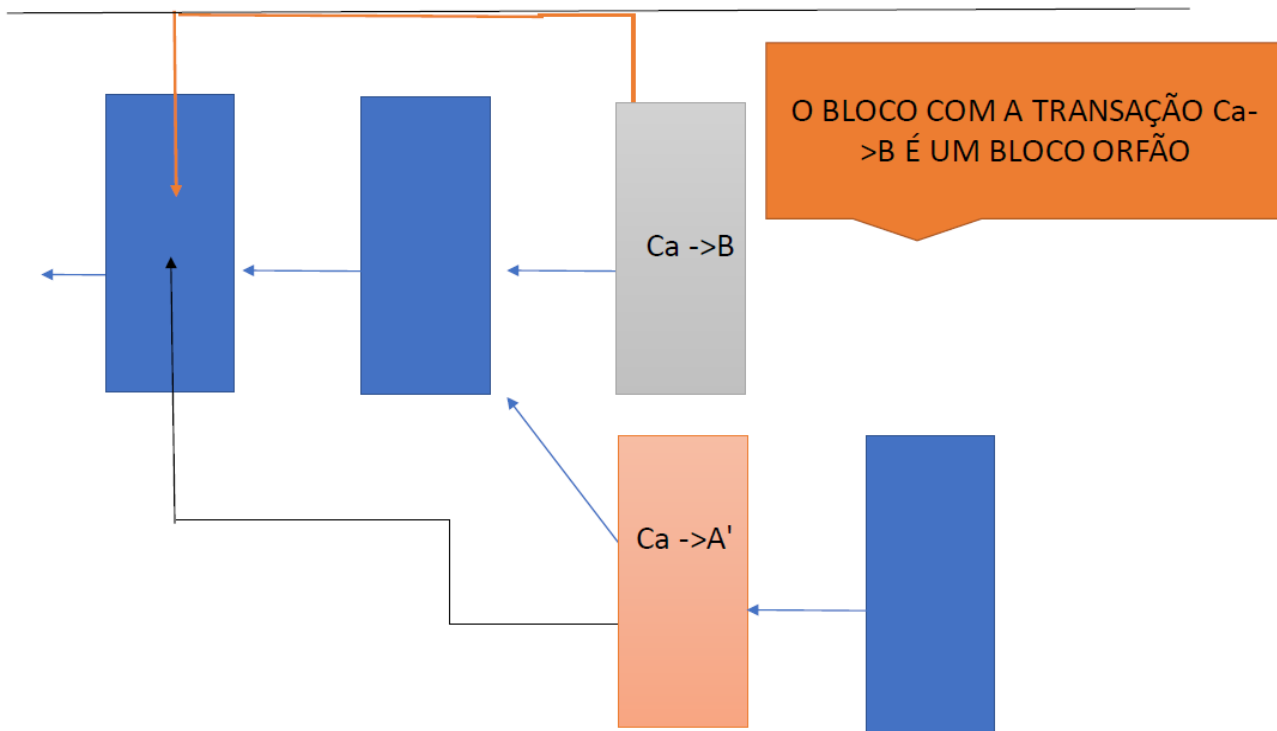 O BLOCO COM A TRANSAÇÃO Ca-
>B É UM BLOCO ORFÃO
Ca ->B
Ca ->A'